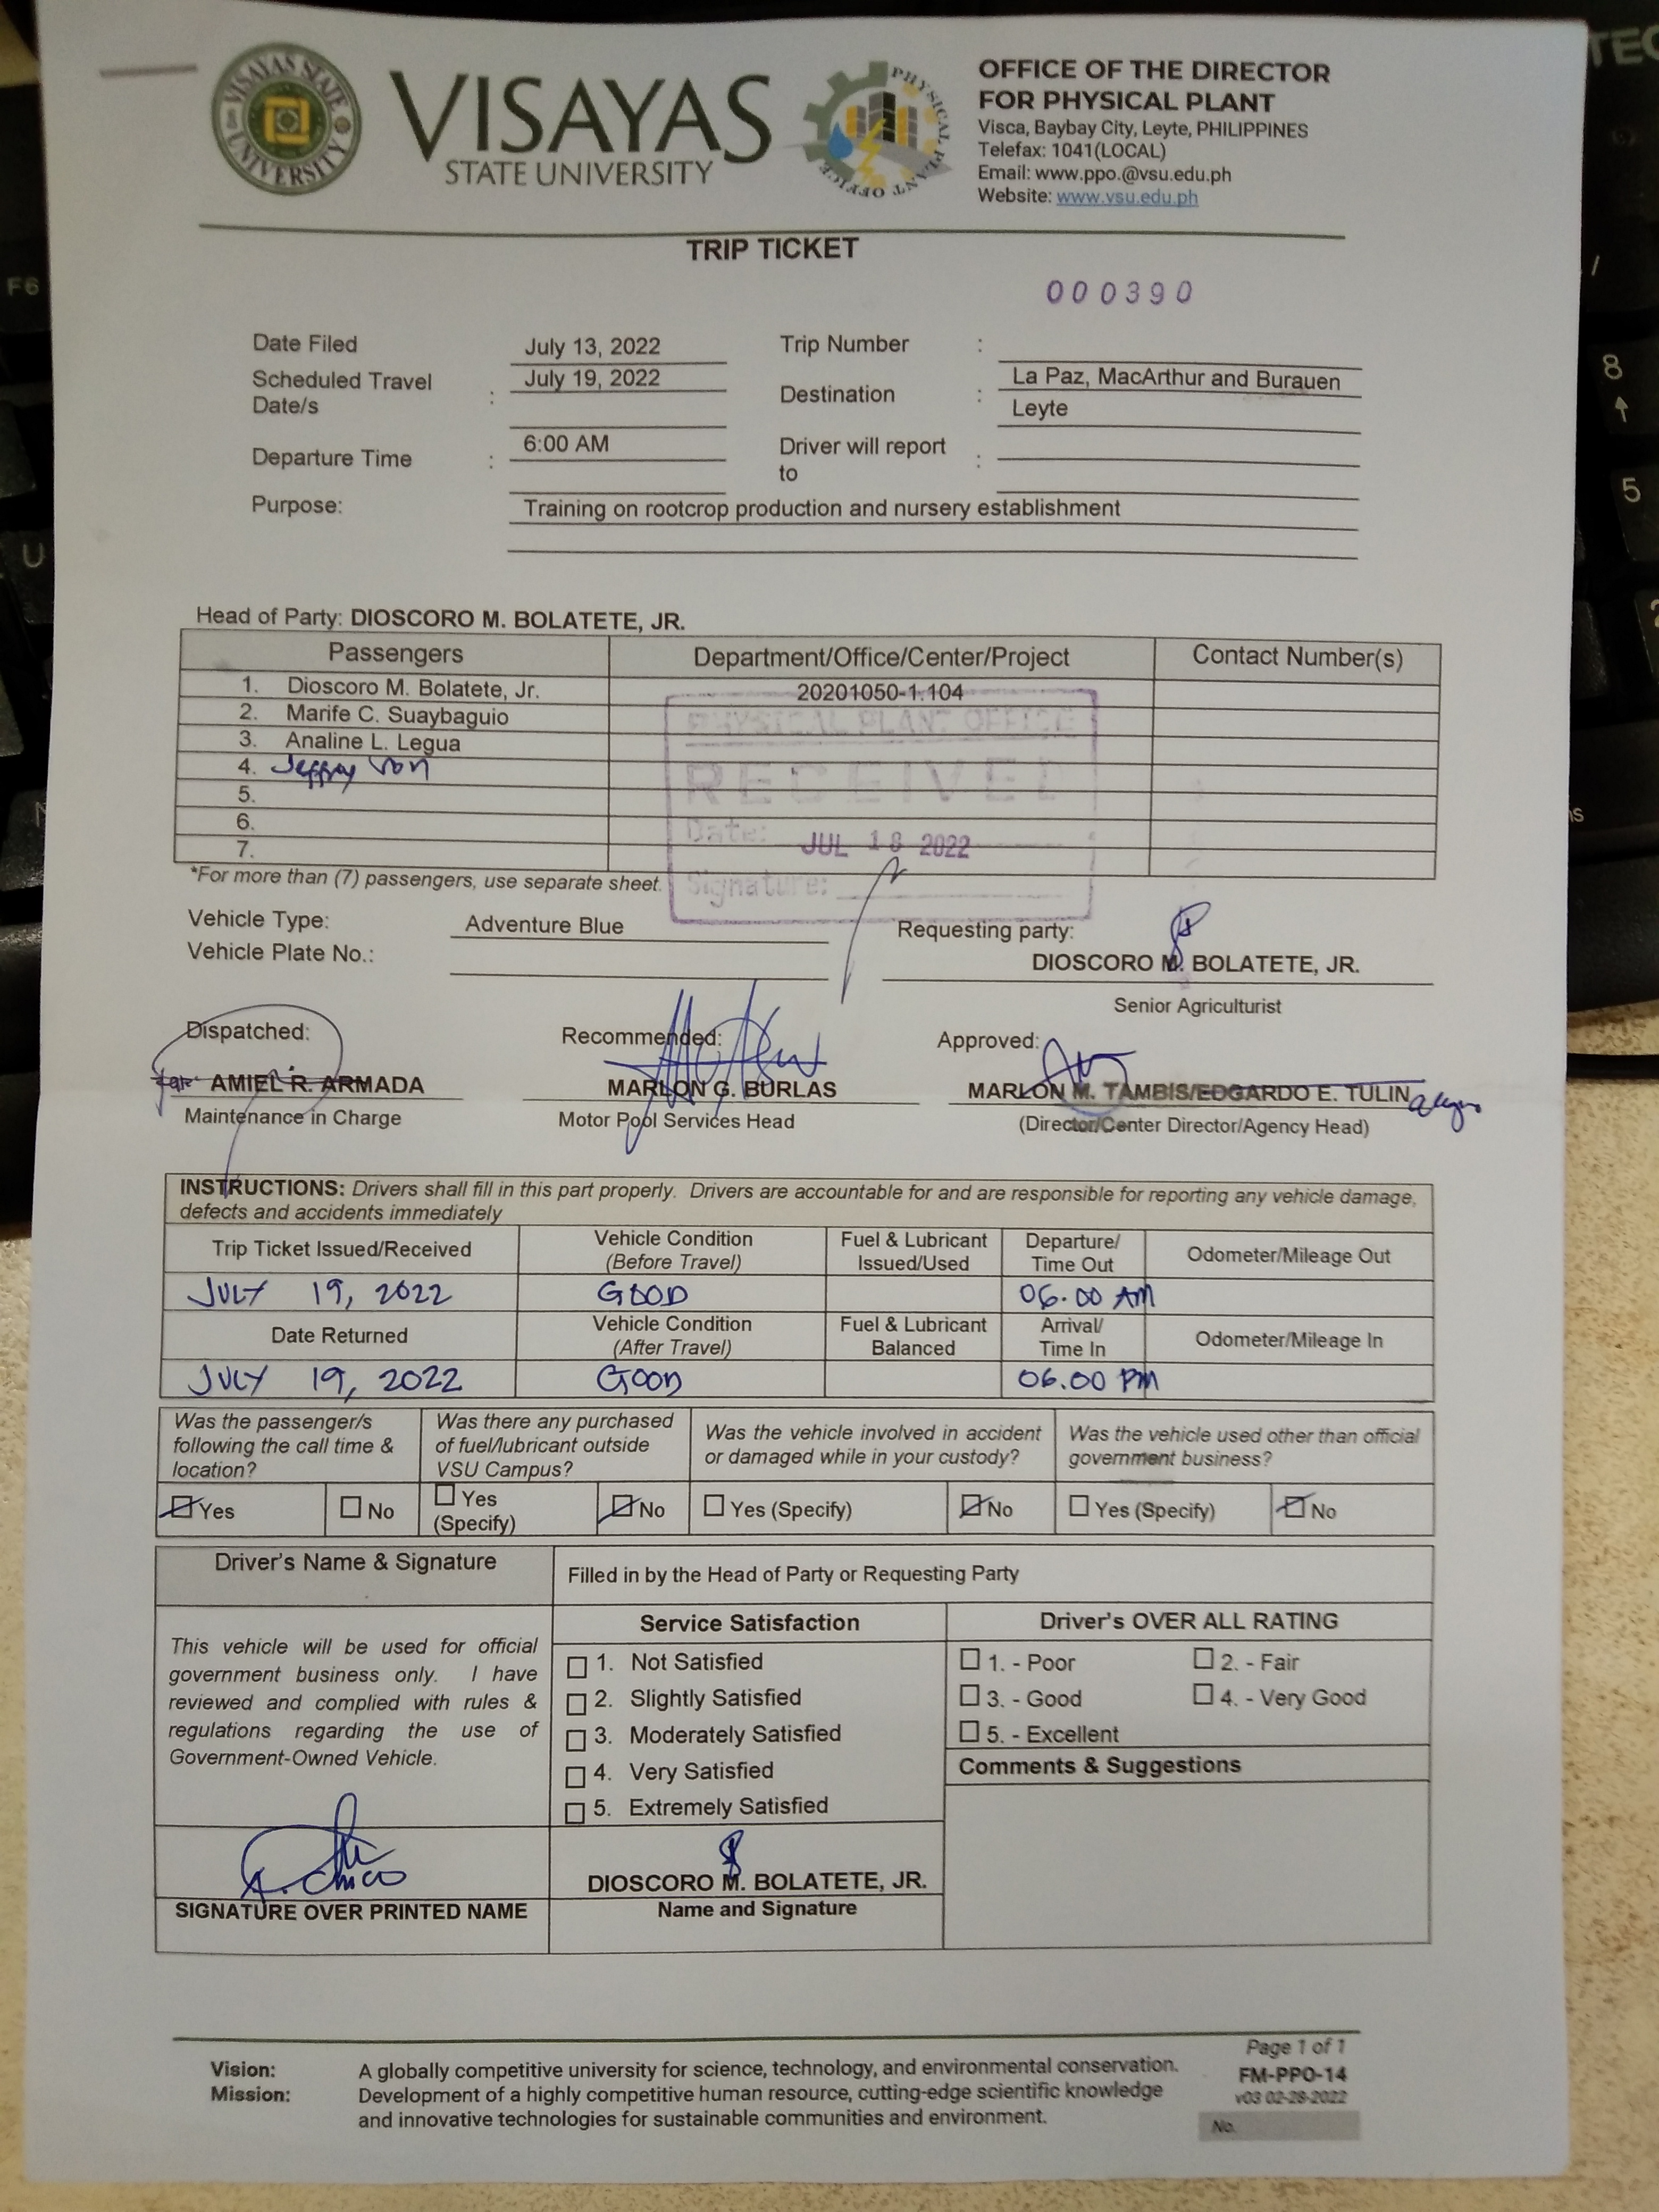 VISAYAS STATE UNIVERSITY
VISAYAS
STATE UNIVERSITY
PHYSICAL PLANT OFFICE
OFFICE OF THE DIRECTOR
FOR PHYSICAL PLANT
Visca, Baybay City, Leyte, PHILIPPINES
Telefax: 1041(LOCAL)
Email: www.ppo.@vsu.edu.ph
Website: www.vsu.edu.ph
TRIP TICKET
000390
Date Filed July 13, 2022 Trip Number :
Scheduled Travel Date/s : July 19, 2022 Destination : La Paz, MacArthur and Burauen
Leyte
Departure Time : 6:00 AM Driver will report to :
Purpose: Training on rootcrop production and nursery establishment
Head of Party: DIOSCORO M. BOLATETE, JR.
Passengers Department/Office/Center/Project Contact Number(s)
1. Dioscoro M. Bolatete, Jr. 20201050-1.104
2. Marife C. Suaybaguio
3. Analine L. Legua
4. Jeffrey
5.
6.
7.
PHYSICAL PLANT OFFICE
RECEIVED
Date: JUL 18 2022
Signature:
*For more than (7) passengers, use separate sheet.
Vehicle Type: Adventure Blue Requesting party:
Vehicle Plate No.: DIOSCORO M. BOLATETE, JR.
Senior Agriculturist
Dispatched: Recommended: Approved:
AMIEL R. ARMADA MARLON G. BURLAS MARLON M. TAMBIS/EDGARDO E. TULIN
Maintenance in Charge Motor Pool Services Head (Director/Center Director/Agency Head)
INSTRUCTIONS: Drivers shall fill in this part properly. Drivers are accountable for and are responsible for reporting any vehicle damage,
defects and accidents immediately
Trip Ticket Issued/Received Vehicle Condition (Before Travel) Fuel & Lubricant Issued/Used Departure/ Time Out Odometer/Mileage Out
JULY 19, 2022 GOOD 06.00 AM
Date Returned Vehicle Condition (After Travel) Fuel & Lubricant Balanced Arrival/ Time In Odometer/Mileage In
JULY 19, 2022 GOOD 06.00 PM
Was the passenger/s following the call time & location? Was there any purchased of fuel/lubricant outside VSU Campus? Was the vehicle involved in accident or damaged while in your custody? Was the vehicle used other than official government business?
Yes No Yes (Specify) No Yes (Specify) No Yes (Specify) No
Driver's Name & Signature Filled in by the Head of Party or Requesting Party
Service Satisfaction Driver's OVER ALL RATING
This vehicle will be used for official
government business only. I have
reviewed and complied with rules &
regulations regarding the use of
Government-Owned Vehicle.
1. Not Satisfied
2. Slightly Satisfied
3. Moderately Satisfied
4. Very Satisfied
5. Extremely Satisfied
1. - Poor 2. - Fair
3. - Good 4. - Very Good
5. - Excellent
Comments & Suggestions
A. Chico
DIOSCORO M. BOLATETE, JR.
SIGNATURE OVER PRINTED NAME Name and Signature
Page 1 of 1
Vision: A globally competitive university for science, technology, and environmental conservation.
FM-PPO-14
Mission: Development of a highly competitive human resource, cutting-edge scientific knowledge
v03 02-28-2022
and innovative technologies for sustainable communities and environment.
No.
F6
U
8
5
2